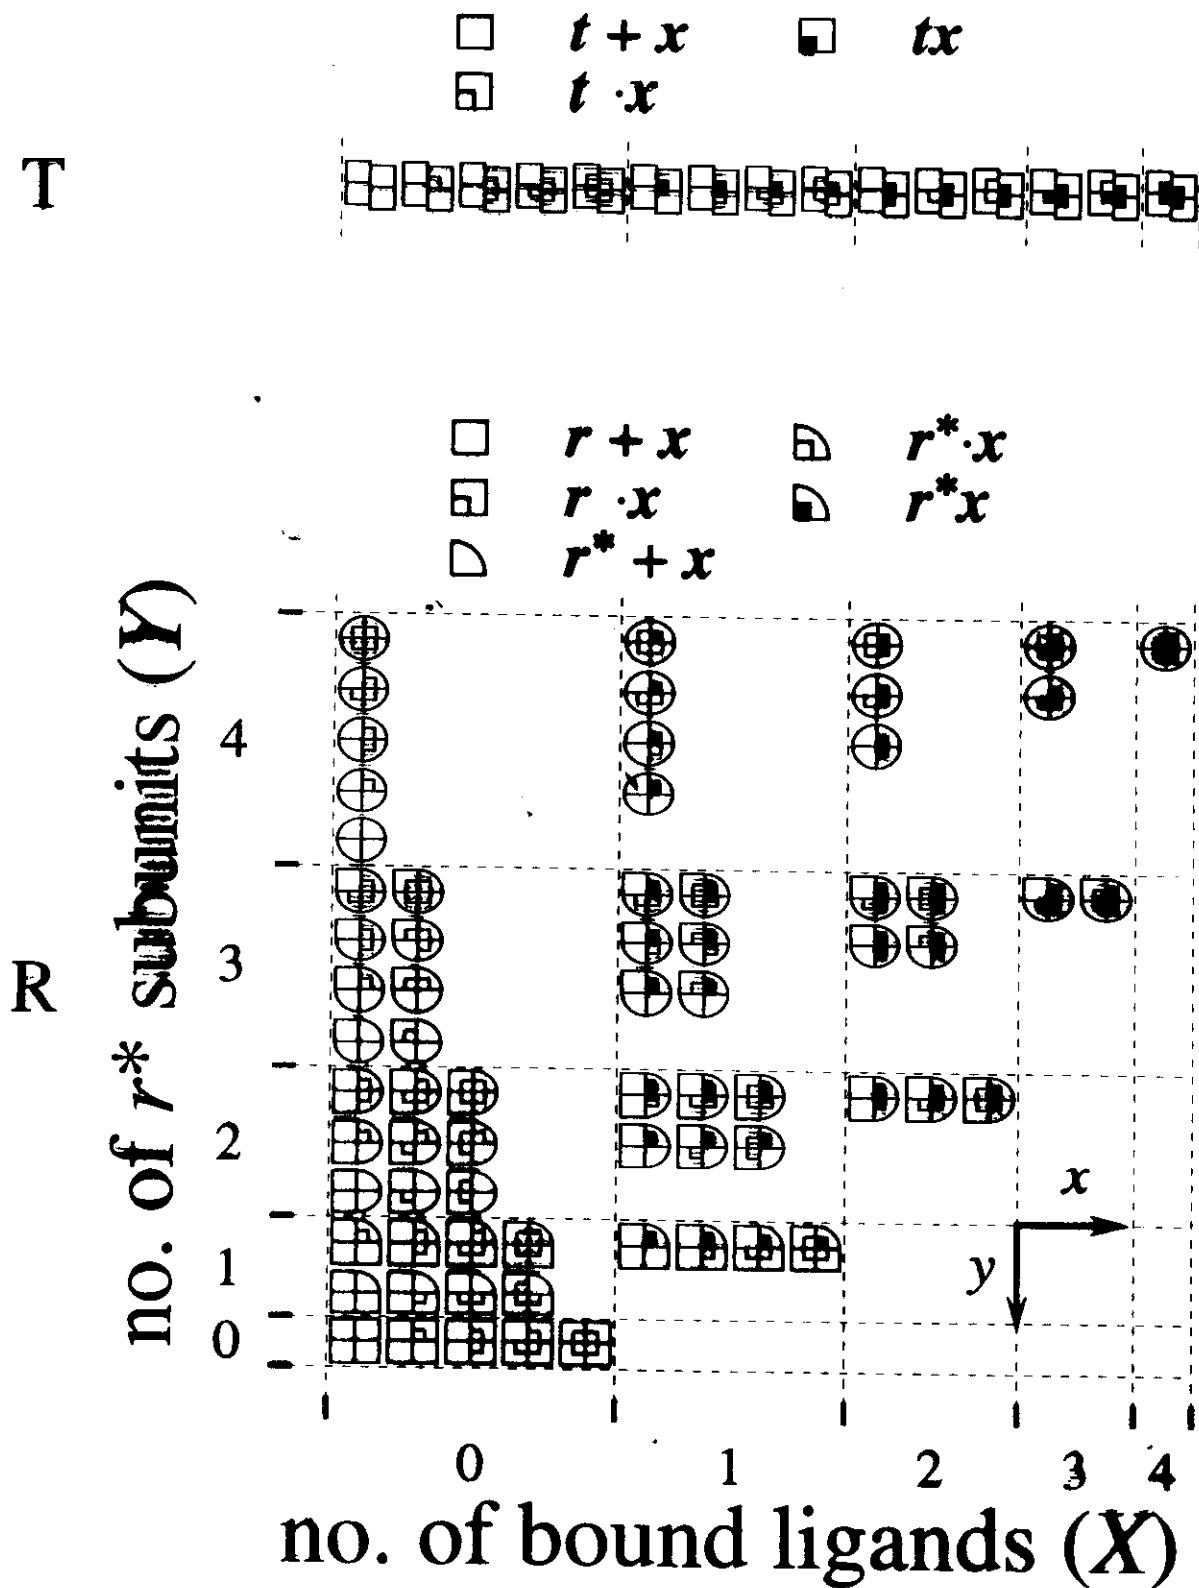 t + x tx
t · x
T
r + x r*·x
r · x r*x
r* + x
no. of r* subunits (Y)
4
3
R
2
x
1
y
0
0 1 2 3 4
no. of bound ligands (X)